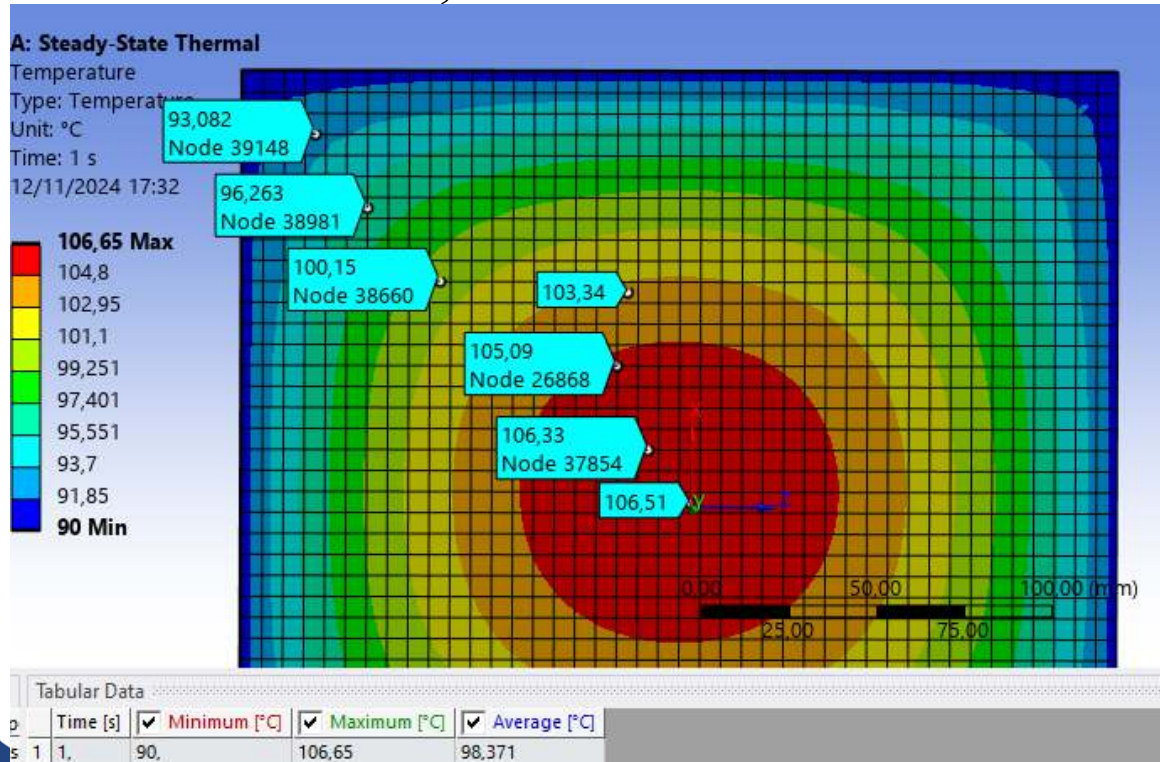 A: Steady-State Thermal
Temperature
Type: Temperature
Unit: °C
Time: 1 s
12/11/2024 17:32
93,082
Node 39148
96,263
Node 38981
100,15
Node 38660
103,34
105,09
Node 26868
106,33
Node 37854
106,51
Y
106,65 Max
104,8
102,95
101,1
99,251
97,401
95,551
93,7
91,85
90 Min
0,00 50,00 100,00 (mm)
25,00 75,00
Tabular Data
Time [s] Minimum [°C] Maximum [°C] Average [°C]
1 1, 90, 106,65 98,371